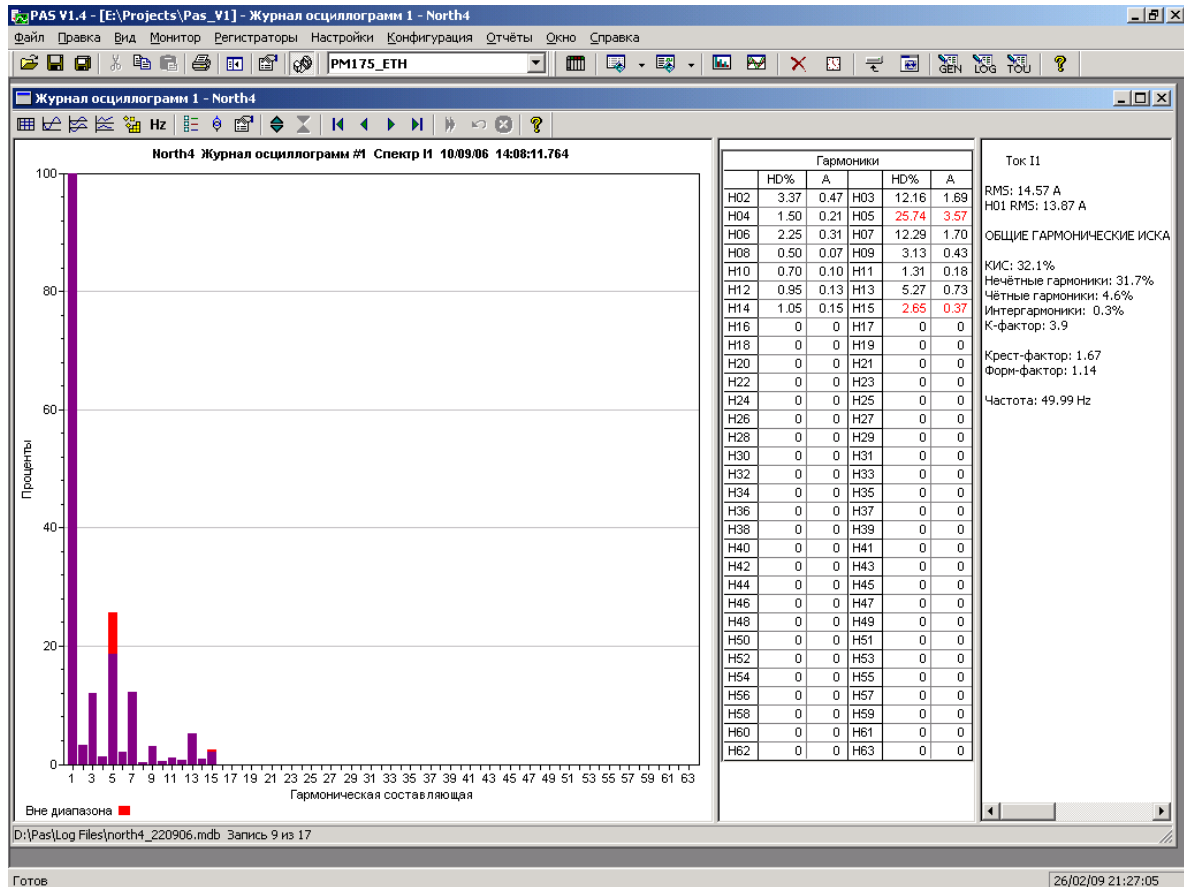 PAS V1.4 - [E:\Projects\Pas_V1] - Журнал осциллограмм 1 - North4
Файл Правка Вид Монитор Регистраторы Настройки Конфигурация Отчёты Окно Справка
PM175_ETH
GEN LOG TOU
Журнал осциллограмм 1 - North4
Hz
North4 Журнал осциллограмм #1 Спектр I1 10/09/06 14:08:11.764
100
80
60
40
20
0
Проценты
1 3 5 7 9 11 13 15 17 19 21 23 25 27 29 31 33 35 37 39 41 43 45 47 49 51 53 55 57 59 61 63
Гармоническая составляющая
Вне диапазона
Гармоники
HD% A HD% A
H02 3.37 0.47 H03 12.16 1.69
H04 1.50 0.21 H05 25.74 3.57
H06 2.25 0.31 H07 12.29 1.70
H08 0.50 0.07 H09 3.13 0.43
H10 0.70 0.10 H11 1.31 0.18
H12 0.95 0.13 H13 5.27 0.73
H14 1.05 0.15 H15 2.65 0.37
H16 0 0 H17 0 0
H18 0 0 H19 0 0
H20 0 0 H21 0 0
H22 0 0 H23 0 0
H24 0 0 H25 0 0
H26 0 0 H27 0 0
H28 0 0 H29 0 0
H30 0 0 H31 0 0
H32 0 0 H33 0 0
H34 0 0 H35 0 0
H36 0 0 H37 0 0
H38 0 0 H39 0 0
H40 0 0 H41 0 0
H42 0 0 H43 0 0
H44 0 0 H45 0 0
H46 0 0 H47 0 0
H48 0 0 H49 0 0
H50 0 0 H51 0 0
H52 0 0 H53 0 0
H54 0 0 H55 0 0
H56 0 0 H57 0 0
H58 0 0 H59 0 0
H60 0 0 H61 0 0
H62 0 0 H63 0 0
Ток I1
RMS: 14.57 A
H01 RMS: 13.87 A
ОБЩИЕ ГАРМОНИЧЕСКИЕ ИСКА
КИС: 32.1%
Нечётные гармоники: 31.7%
Чётные гармоники: 4.6%
Интергармоники: 0.3%
К-фактор: 3.9
Крест-фактор: 1.67
Форм-фактор: 1.14
Частота: 49.99 Hz
D:\Pas\Log Files\north4_220906.mdb Запись 9 из 17
Готов
26/02/09 21:27:05